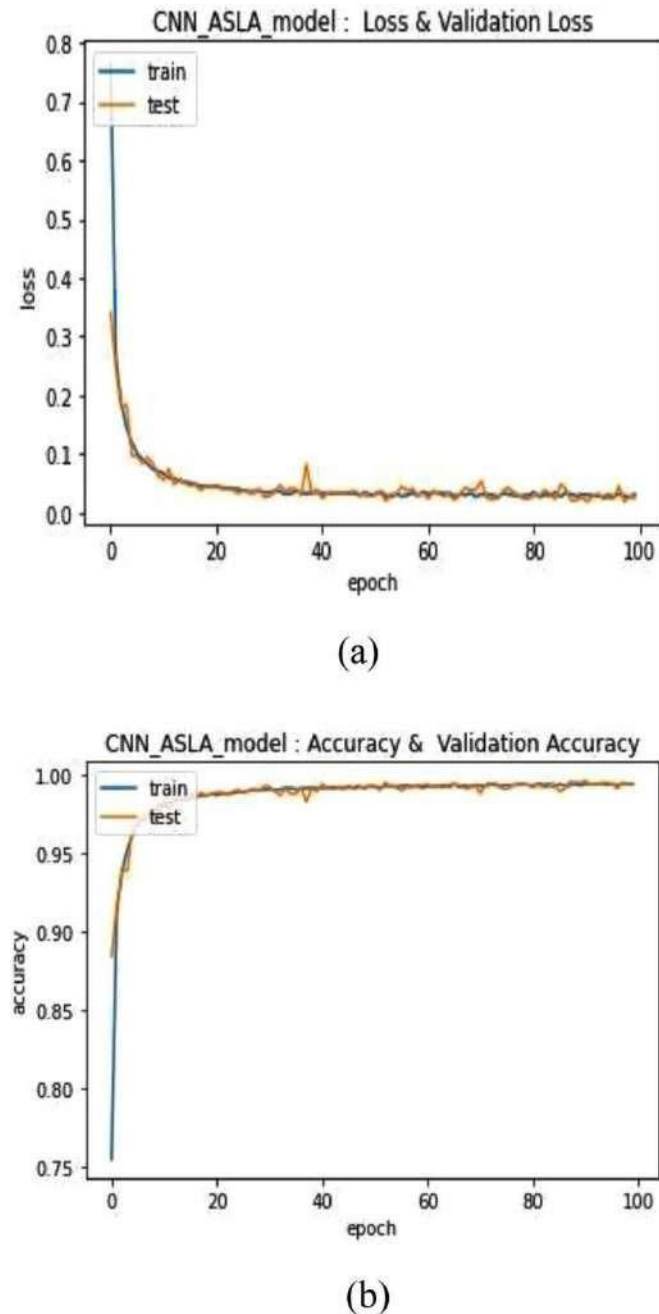 CNN_ASLA_model : Loss & Validation Loss
0.8
0.7
0.6
0.5
0.4
0.3
0.2
0.1
0.0
loss
train
test
0 20 40 60 80 100
epoch
(a)
CNN_ASLA_model : Accuracy & Validation Accuracy
1.00
0.95
0.90
0.85
0.80
0.75
accuracy
train
test
0 20 40 60 80 100
epoch
(b)